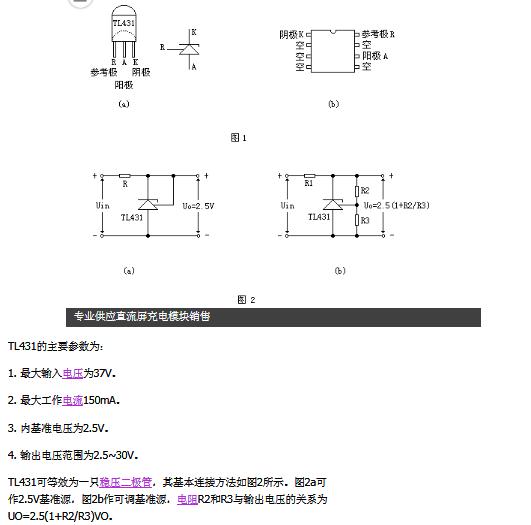 TL431
R A K
参考极 阴极
阳极
K
R
A
(a)
阴极K 参考极 R
空 空
空 阳极 A
空 空
(b)
图 1
+ R +
Uin TL431 Uo=2.5V
- -
(a)
+ R1 +
R2
Uin TL431 Uo=2.5(1+R2/R3)
R3
- -
(b)
图 2
专业供应直流屏充电模块销售
TL431的主要参数为:
1. 最大输入电压为37V。
2. 最大工作电流150mA。
3. 内基准电压为2.5V。
4. 输出电压范围为2.5~30V。
TL431可等效为一只稳压二极管，其基本连接方法如图2所示。图2a可
作2.5V基准源，图2b作可调基准源，电阻R2和R3与输出电压的关系为
UO=2.5(1+R2/R3)VO。